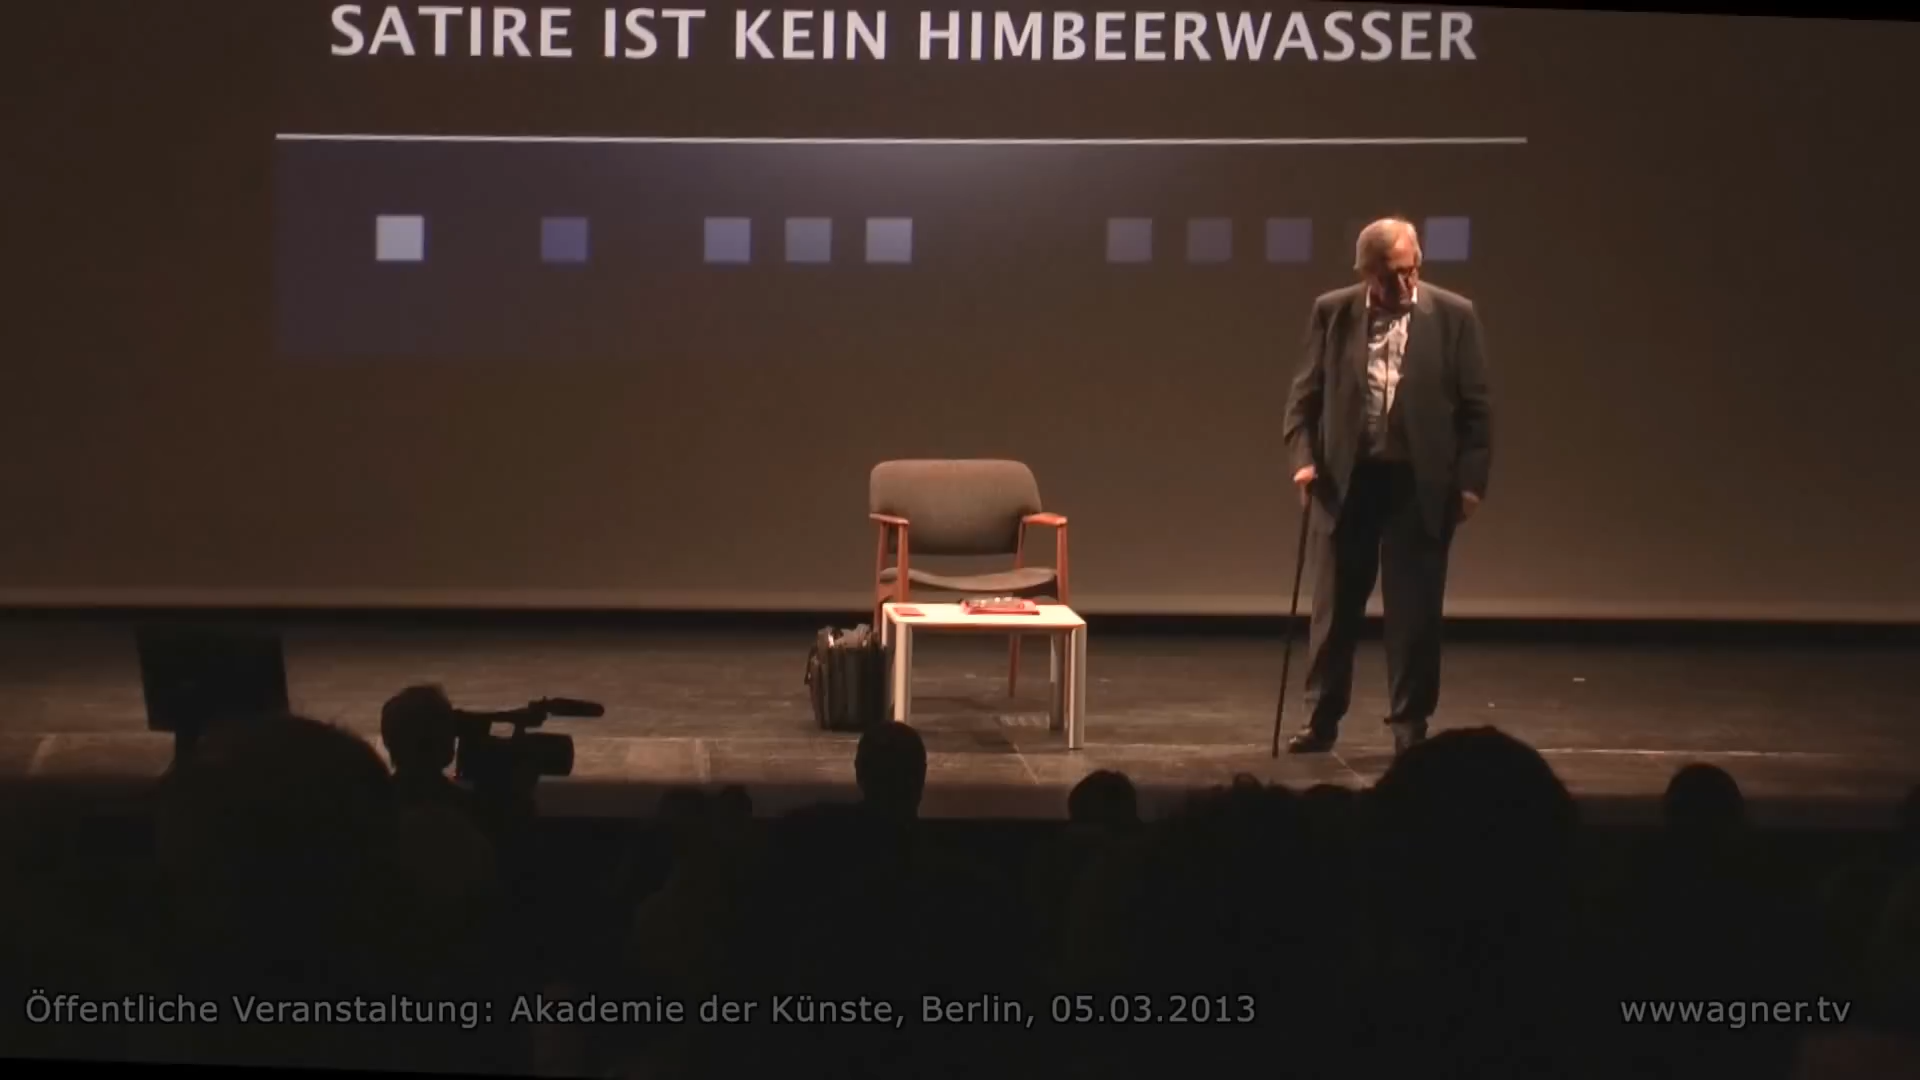 SATIRE IST KEIN HIMBEERWASSER
Öffentliche Veranstaltung: Akademie der Künste, Berlin, 05.03.2013
wwwagner.tv